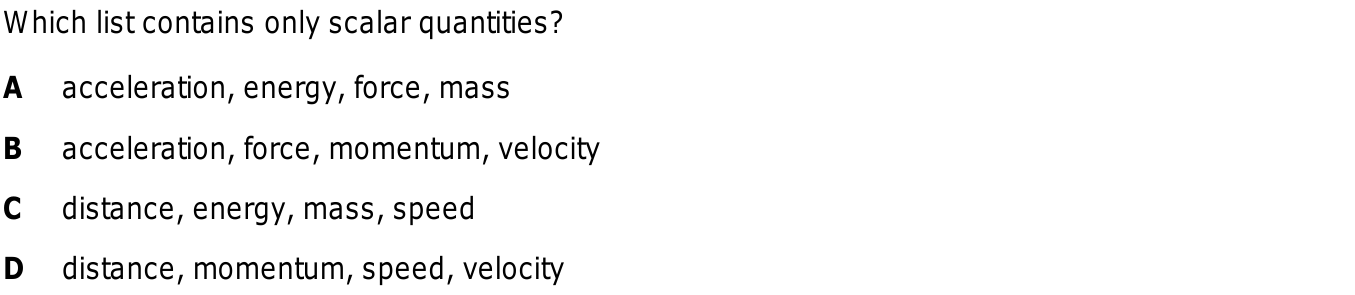 Which list contains only scalar quantities?
A acceleration, energy, force, mass
B acceleration, force, momentum, velocity
C distance, energy, mass, speed
D distance, momentum, speed, velocity